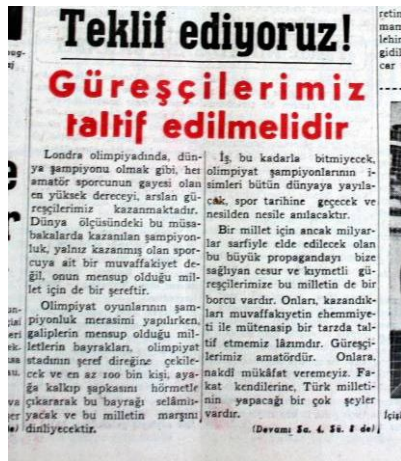 Teklif ediyoruz!
Güreşçilerimiz
taltif edilmelidir
Londra olimpiyadında, dün-
ya şampiyonu olmak gibi, her
amatör sporcunun gayesi olan
en yüksek dereceyi, arslan gü-
reşçilerimiz kazanmaktadır.
Dünya ölçüsündeki bu müsa-
bakalarda kazanılan şampiyon-
luk, yalnız kazanmış olan spor-
cuya ait bir muvaffakiyet de-
ğil, onun mensup olduğu mil-
let için de bir şereftir.
Olimpiyat oyunlarının şam-
piyonluk merasimi yapılırken,
galiplerin mensup olduğu mil-
letlerin bayrakları, olimpiyat
stadının şeref direğine çekile-
cek ve en az 100 bin kişi, aya-
ğa kalkıp şapkasını hörmetle
çıkararak bu bayrağı selâmlı-
yacak ve bu milletin marşını
dinliyecektir.
İş, bu kadarla bitmiyecek,
olimpiyat şampiyonlarının i-
simleri bütün dünyaya yayıla-
cak, spor tarihine geçecek ve
nesilden nesile anılacaktır.
Bir millet için ancak milyar-
lar sarfiyle elde edilecek olan
bu büyük propagandayı bize
sağlıyan cesur ve kıymetli gü-
reşçilerimize bu milletin de bir
borcu vardır. Onları, kazandık-
ları muvaffakıyetin ehemmiye-
ti ile mütenasip bir tarzda tal-
tif etmemiz lâzımdır. Güreşçi-
lerimiz amatördür. Onlara,
nakdî mükâfat veremeyiz. Fa-
kat kendilerine, Türk milleti-
nin yapacağı bir çok şeyler
vardır.
(Devamı Sa. 4, Sü. 8 de)